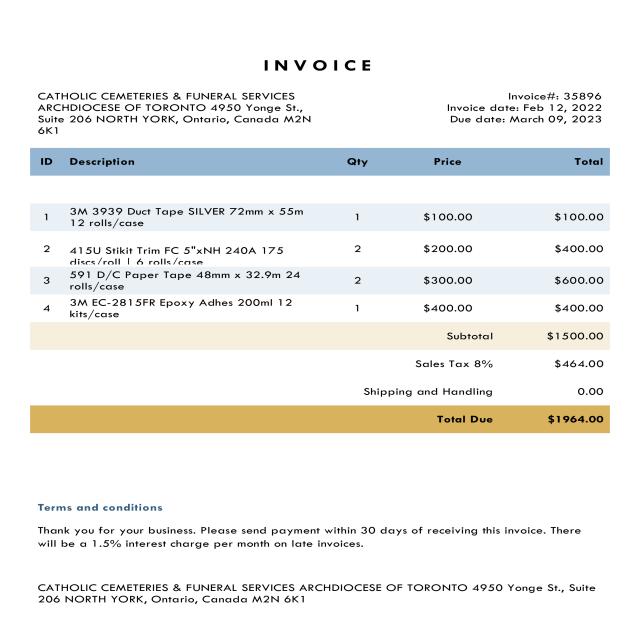 INVOICE
CATHOLIC CEMETERIES & FUNERAL SERVICES
ARCHDIOCESE OF TORONTO 4950 Yonge St.,
Suite 206 NORTH YORK, Ontario, Canada M2N
6K1
Invoice#: 35896
Invoice date: Feb 12, 2022
Due date: March 09, 2023
ID Description Qty Price Total
1 3M 3939 Duct Tape SILVER 72mm x 55m
12 rolls/case 1 $100.00 $100.00
2 415U Stikit Trim FC 5"xNH 240A 175
discs/roll | 6 rolls/case 2 $200.00 $400.00
3 591 D/C Paper Tape 48mm x 32.9m 24
rolls/case 2 $300.00 $600.00
4 3M EC-2815FR Epoxy Adhes 200ml 12
kits/case 1 $400.00 $400.00
Subtotal $1500.00
Sales Tax 8% $464.00
Shipping and Handling 0.00
Total Due $1964.00
Terms and conditions
Thank you for your business. Please send payment within 30 days of receiving this invoice. There
will be a 1.5% interest charge per month on late invoices.
CATHOLIC CEMETERIES & FUNERAL SERVICES ARCHDIOCESE OF TORONTO 4950 Yonge St., Suite
206 NORTH YORK, Ontario, Canada M2N 6K1